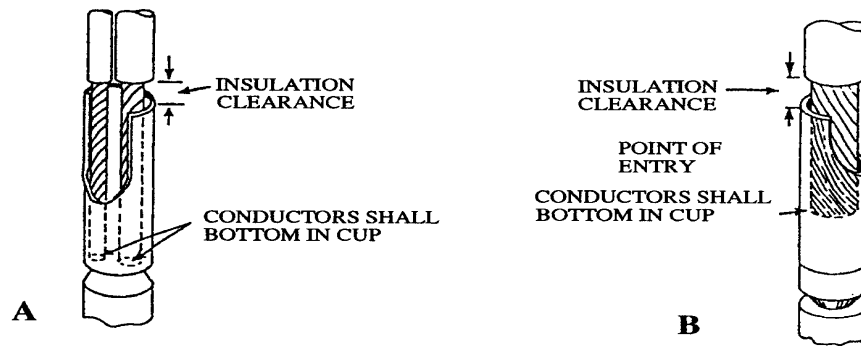 INSULATION
CLEARANCE
CONDUCTORS SHALL
BOTTOM IN CUP
A
INSULATION
CLEARANCE
POINT OF
ENTRY
CONDUCTORS SHALL
BOTTOM IN CUP
B